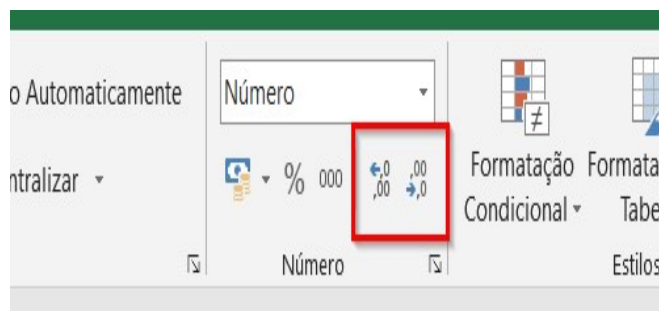 o Automaticamente
Número
Formatação
Condicional
Formata
Tabe
ntralizar
% 000
,0
,00
,00
,0
Número
Estilos